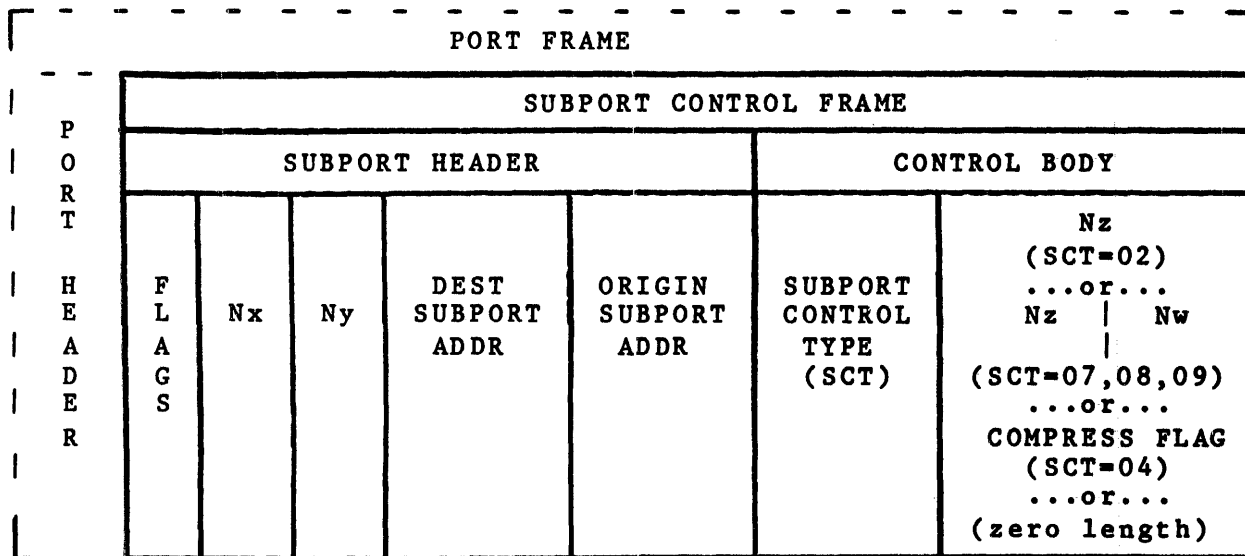 PORT FRAME
SUBPORT CONTROL FRAME
PORT HEADER
SUBPORT HEADER
CONTROL BODY
FLAGS
Nx
Ny
DEST
SUBPORT
ADDR
ORIGIN
SUBPORT
ADDR
SUBPORT
CONTROL
TYPE
(SCT)
Nz
(SCT=02)
...or...
Nz | Nw
|
(SCT=07,08,09)
...or...
COMPRESS FLAG
(SCT=04)
...or...
(zero length)